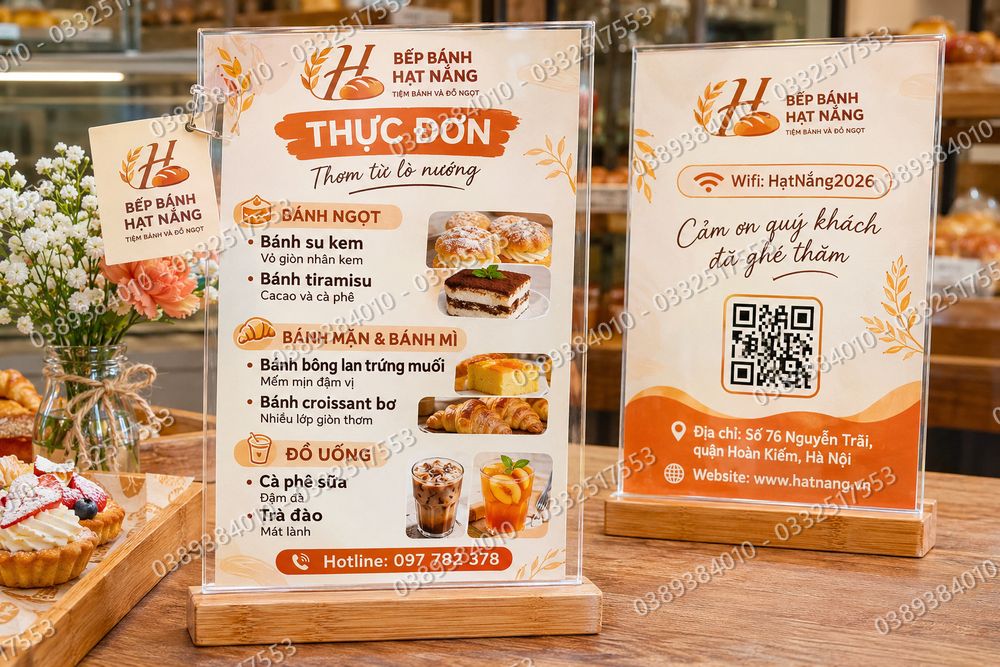 BẾP BÁNH
HẠT NẮNG
TIỆM BÁNH VÀ ĐỒ NGỌT
BẾP BÁNH
HẠT NẮNG
TIỆM BÁNH VÀ ĐỒ NGỌT
THỰC ĐƠN
Thơm từ lò nướng
BÁNH NGỌT
• Bánh su kem
Vỏ giòn nhân kem
• Bánh tiramisu
Cacao và cà phê
BÁNH MẶN & BÁNH MÌ
• Bánh bông lan trứng muối
Mềm mịn đậm vị
• Bánh croissant bơ
Nhiều lớp giòn thơm
ĐỒ UỐNG
• Cà phê sữa
Đậm đà
• Trà đào
Mát lành
Hotline: 097 782 378
BẾP BÁNH
HẠT NẮNG
TIỆM BÁNH VÀ ĐỒ NGỌT
Wifi: HạtNắng2026
Cảm ơn quý khách
đã ghé thăm
Địa chỉ: Số 76 Nguyễn Trãi,
quận Hoàn Kiếm, Hà Nội
Website: www.hatnang.vn
0389384010 - 0332517553